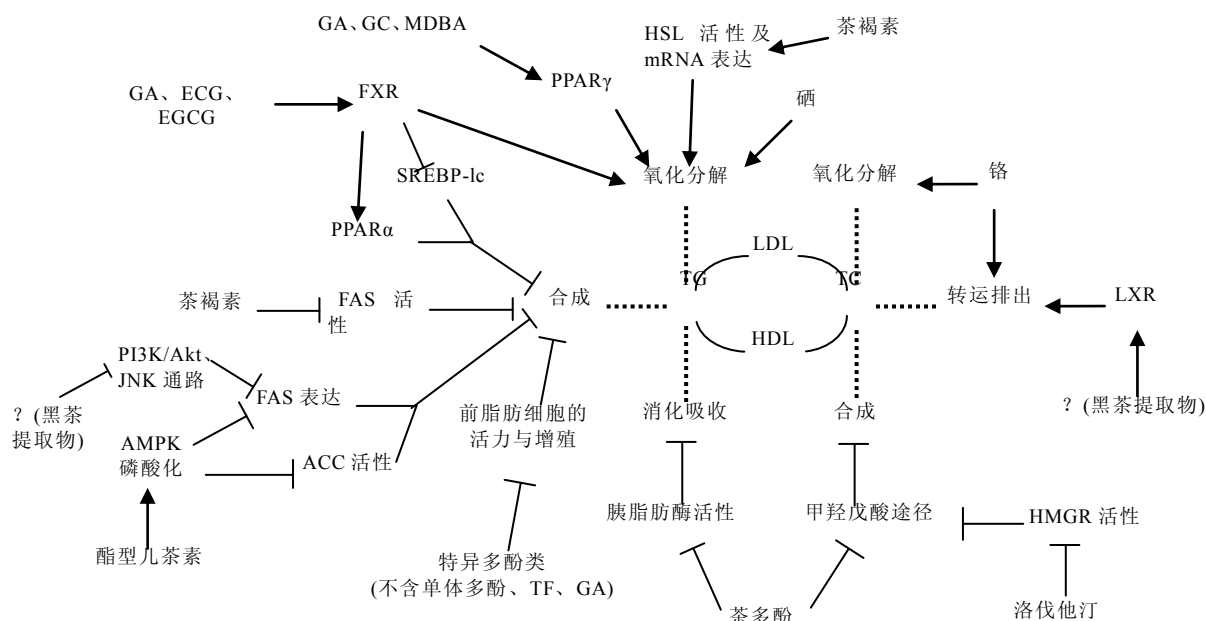 GA、GC、MDBA
HSL 活性及
mRNA 表达
茶褐素
PPARγ
GA、ECG、
EGCG
FXR
硒
SREBP-lc
氧化分解
氧化分解
铬
PPARα
LDL
茶褐素
FAS 活
性
合成
TG
TC
转运排出
LXR
HDL
PI3K/Akt、
JNK 通路
FAS 表达
? (黑茶
提取物)
前脂肪细胞的
活力与增殖
消化吸收
合成
? (黑茶提取物)
AMPK
磷酸化
ACC 活性
胰脂肪酶活性
甲羟戊酸途径
HMGR 活性
酯型儿茶素
特异多酚类
(不含单体多酚、TF、GA)
茶多酚
洛伐他汀